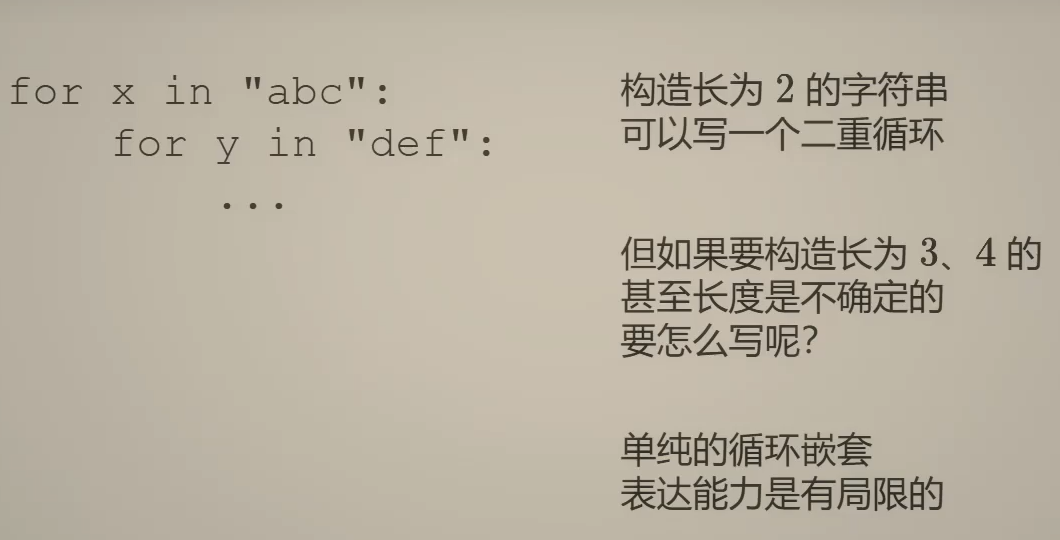 for x in "abc":
    for y in "def":
        ...
构造长为 2 的字符串
可以写一个二重循环
但如果要构造长为 3、4 的
甚至长度是不确定的
要怎么写呢？
单纯的循环嵌套
表达能力是有局限的